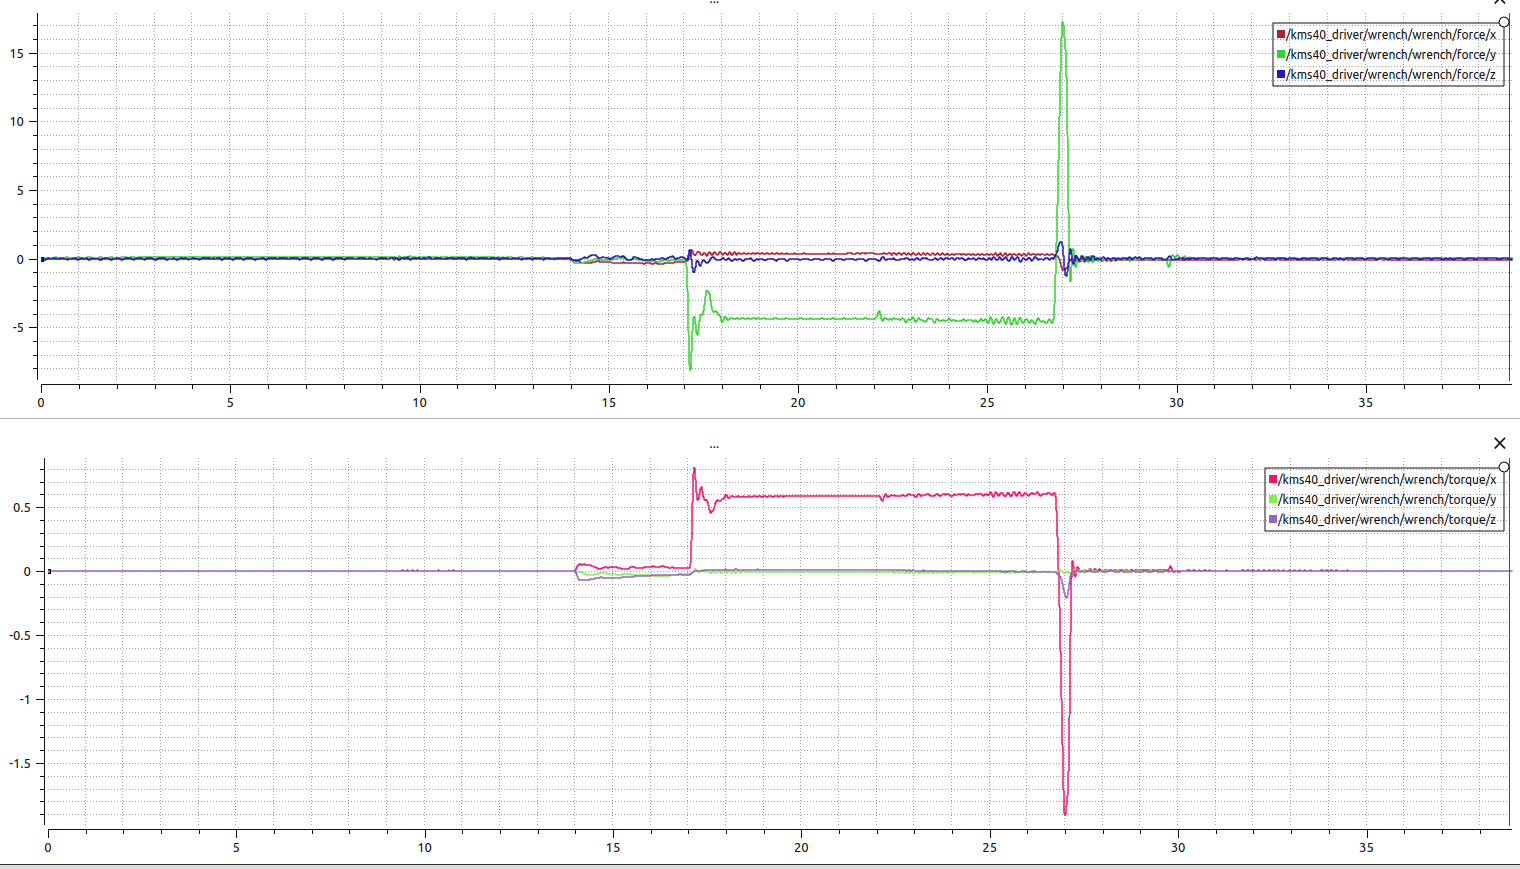 ...
15
10
5
0
-5
/kms40_driver/wrench/wrench/force/x
/kms40_driver/wrench/wrench/force/y
/kms40_driver/wrench/wrench/force/z
0 5 10 15 20 25 30 35
...
0.5
0
-0.5
-1
-1.5
/kms40_driver/wrench/wrench/torque/x
/kms40_driver/wrench/wrench/torque/y
/kms40_driver/wrench/wrench/torque/z
0 5 10 15 20 25 30 35